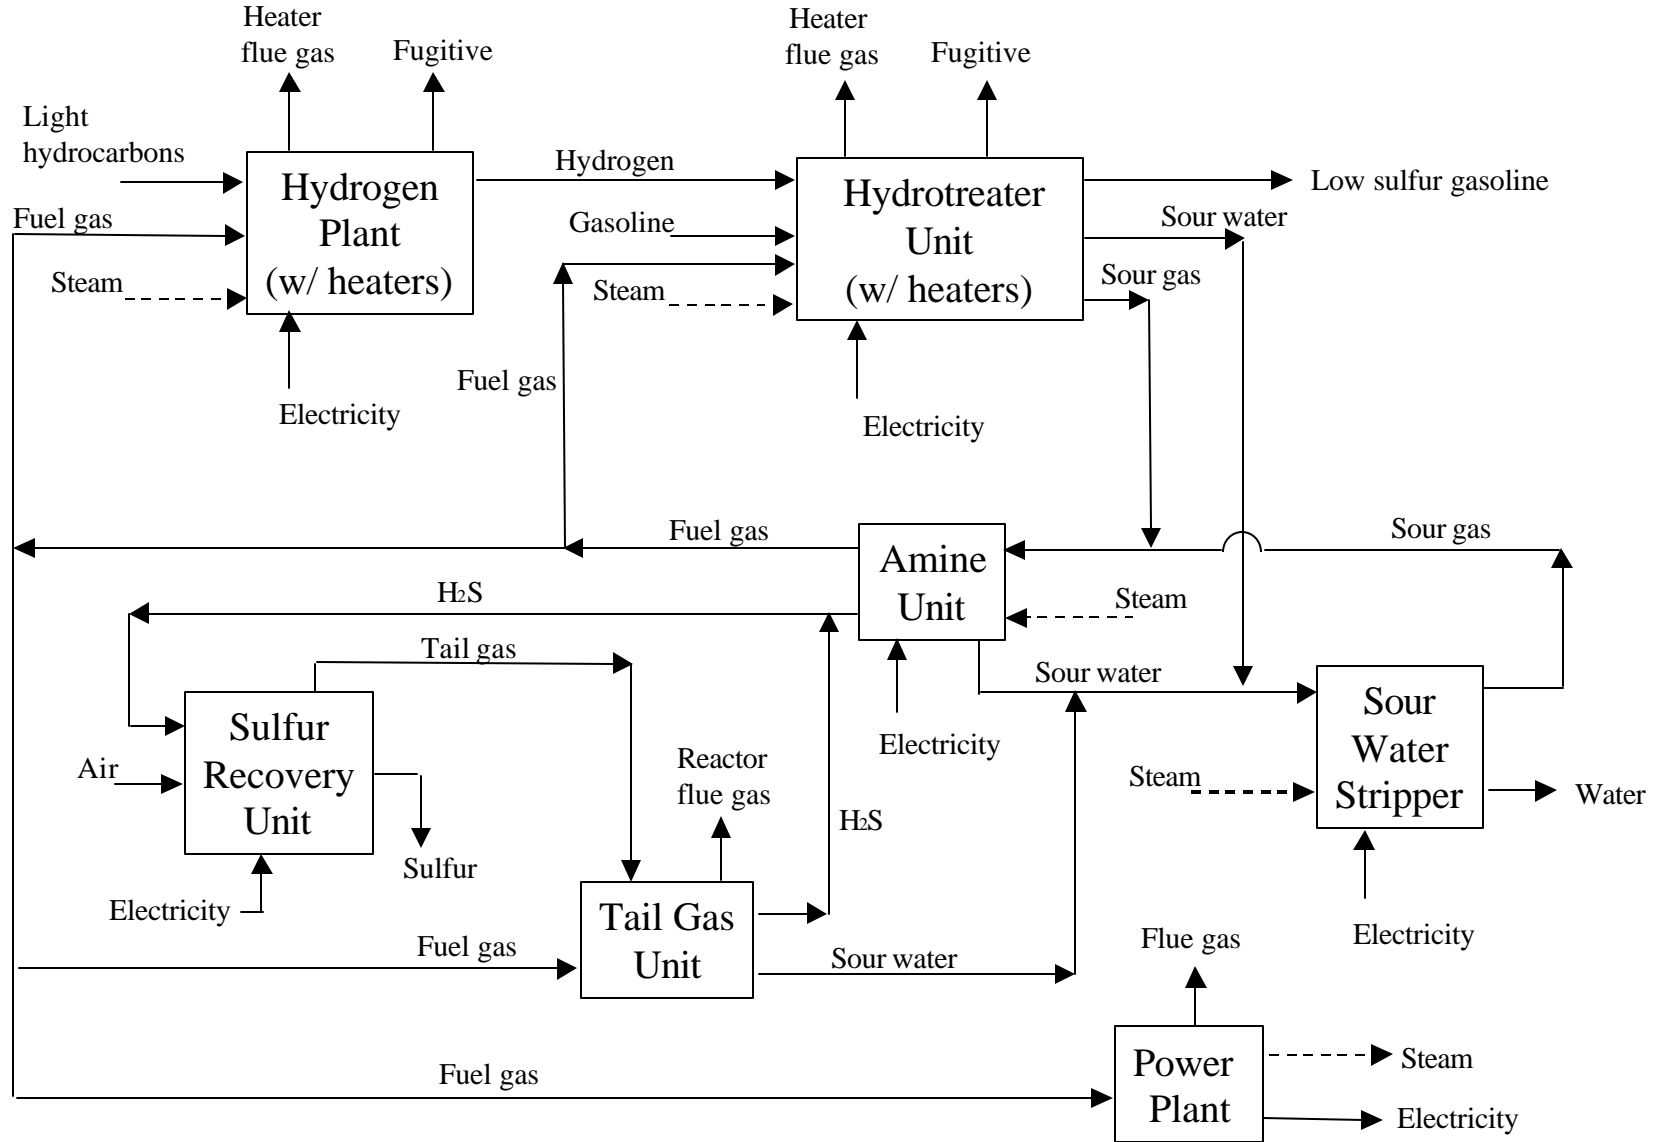 Heater
flue gas
Fugitive
Heater
flue gas
Fugitive
Light
hydrocarbons
Fuel gas
Steam
Hydrogen
Plant
(w/ heaters)
Electricity
Hydrogen
Gasoline
Steam
Fuel gas
Hydrotreater
Unit
(w/ heaters)
Electricity
Low sulfur gasoline
Sour water
Sour gas
Fuel gas
Amine
Unit
Sour gas
Steam
H2S
Tail gas
Sour water
Electricity
Sulfur
Recovery
Unit
Air
Electricity
Sulfur
Reactor
flue gas
H2S
Sour
Water
Stripper
Steam
Water
Electricity
Tail Gas
Unit
Fuel gas
Sour water
Flue gas
Power
Plant
Fuel gas
Steam
Electricity